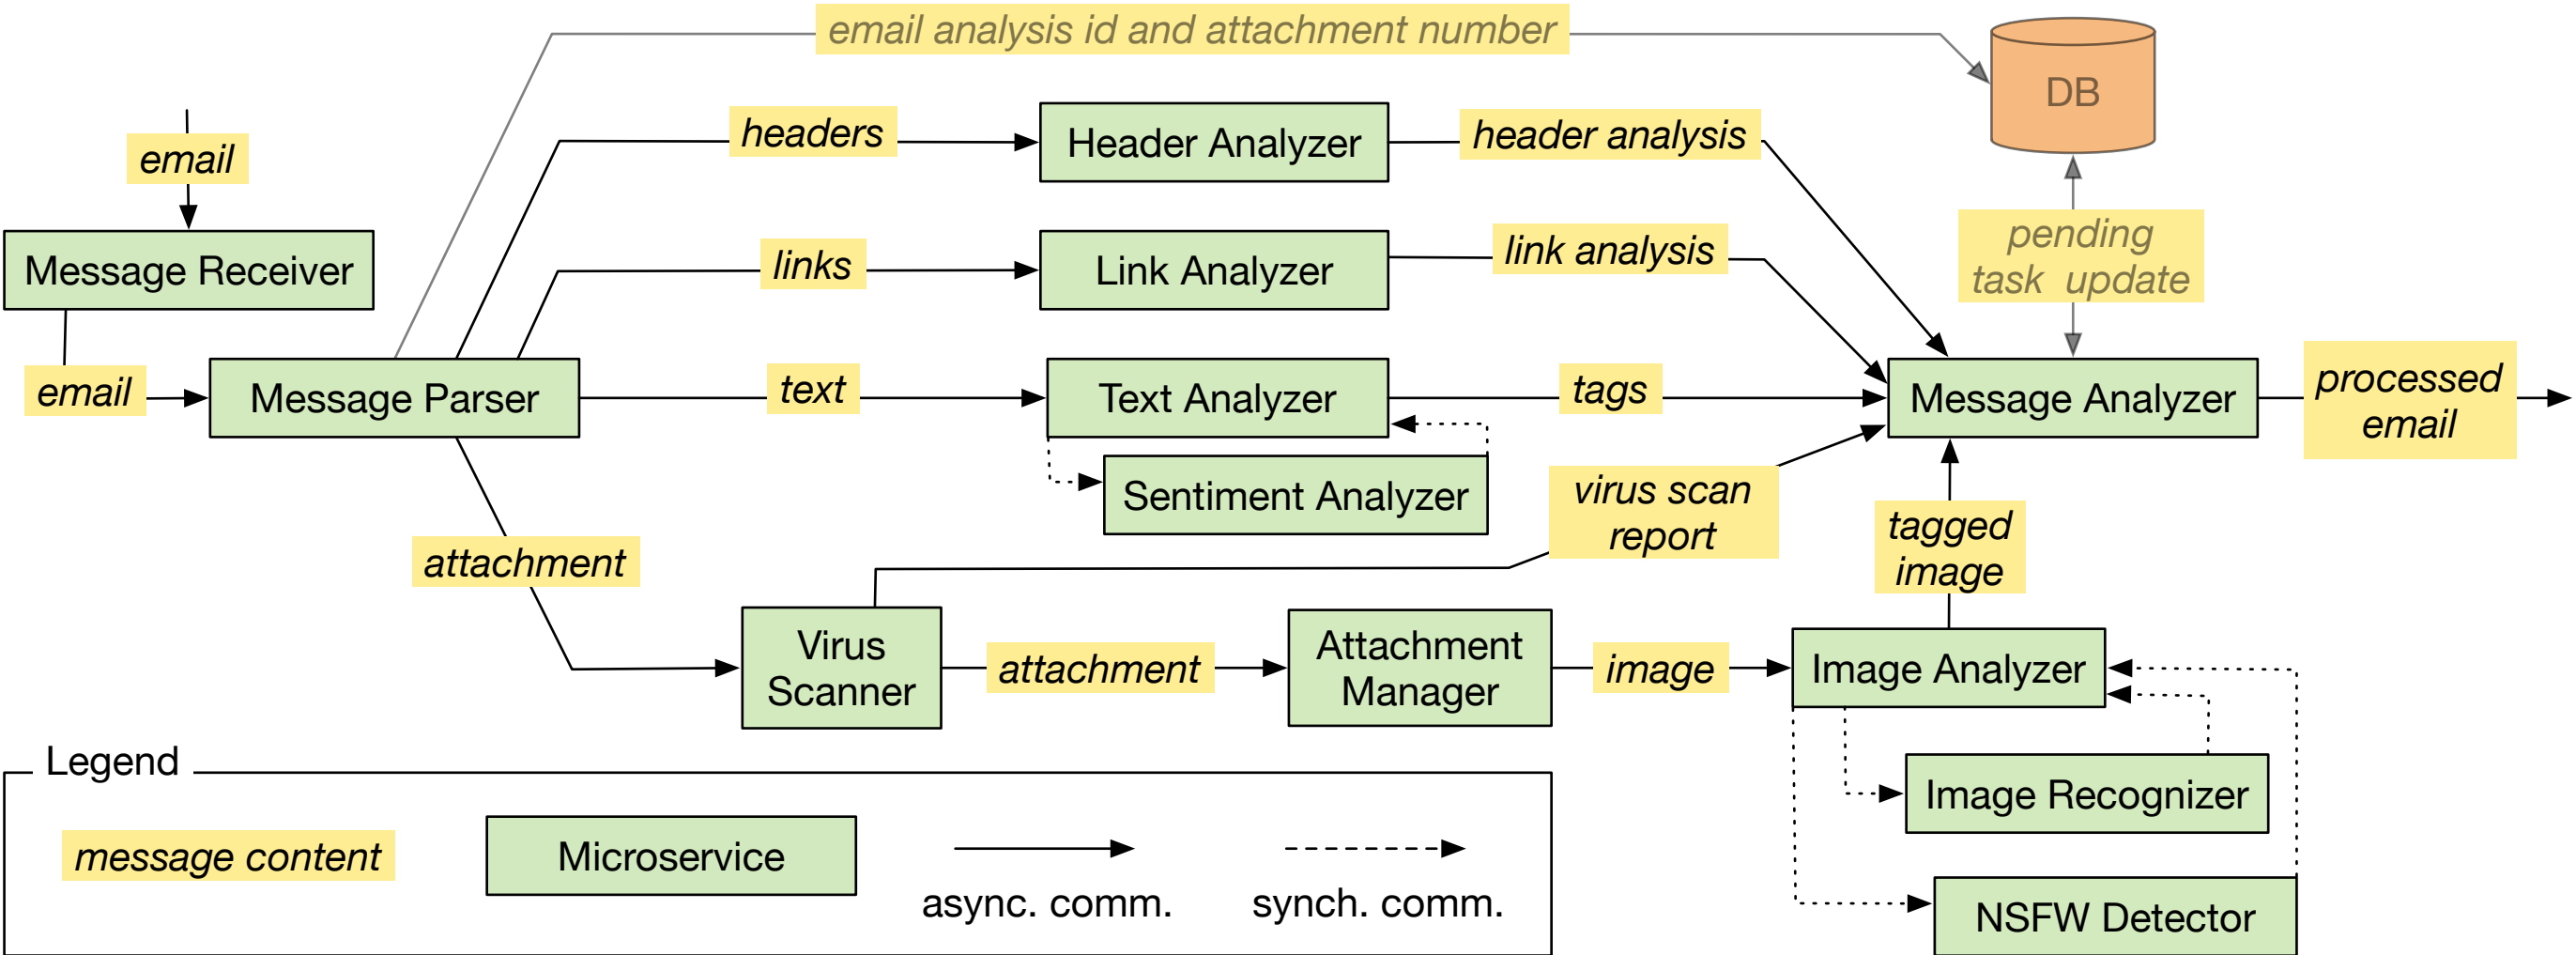 email analysis id and attachment number
DB
email
headers
Header Analyzer
header analysis
Message Receiver
links
Link Analyzer
link analysis
pending
task update
email
Message Parser
text
Text Analyzer
tags
Message Analyzer
processed
email
Sentiment Analyzer
virus scan
report
attachment
tagged
image
Virus
Scanner
attachment
Attachment
Manager
image
Image Analyzer
Image Recognizer
NSFW Detector
Legend
message content
Microservice
async. comm.
synch. comm.